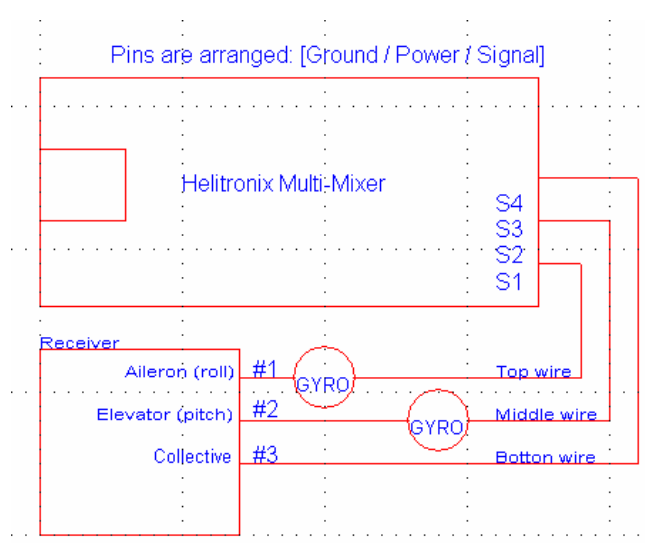 Pins are arranged: [Ground / Power / Signal]
Helitronix Multi-Mixer
S4
S3
S2
S1
Receiver
Aileron (roll) #1 GYRO Top wire
Elevator (pitch) #2 GYRO Middle wire
Collective #3 Botton wire